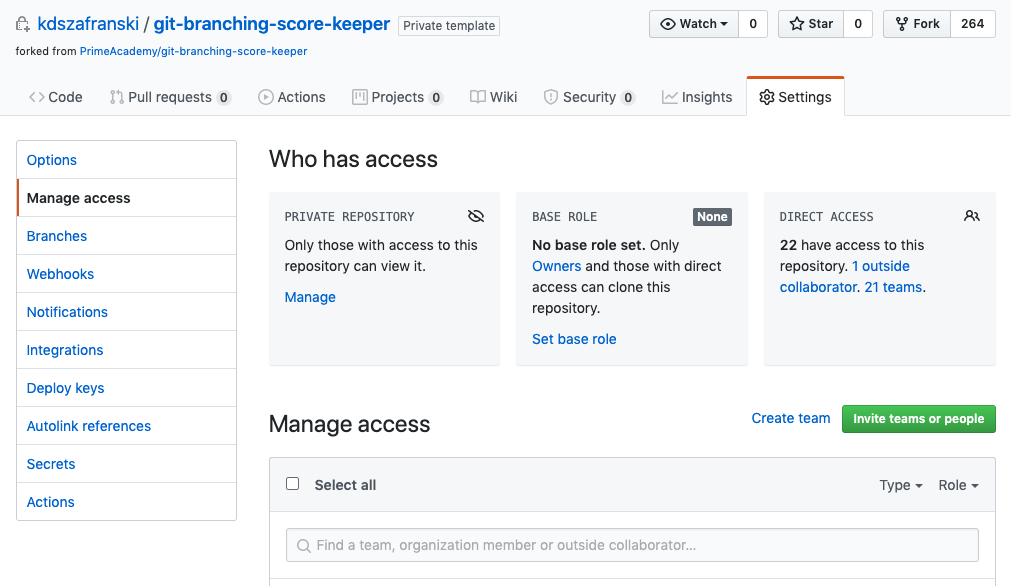 kdszafranski / git-branching-score-keeper Private template
Watch 0 Star 0 Fork 264
forked from PrimeAcademy/git-branching-score-keeper
Code Pull requests 0 Actions Projects 0 Wiki Security 0 Insights Settings
Options
Manage access
Branches
Webhooks
Notifications
Integrations
Deploy keys
Autolink references
Secrets
Actions
Who has access
PRIVATE REPOSITORY
Only those with access to this
repository can view it.
Manage
BASE ROLE None
No base role set. Only
Owners and those with direct
access can clone this
repository.
Set base role
DIRECT ACCESS
22 have access to this
repository. 1 outside
collaborator. 21 teams.
Manage access
Create team Invite teams or people
Select all Type Role
Find a team, organization member or outside collaborator...